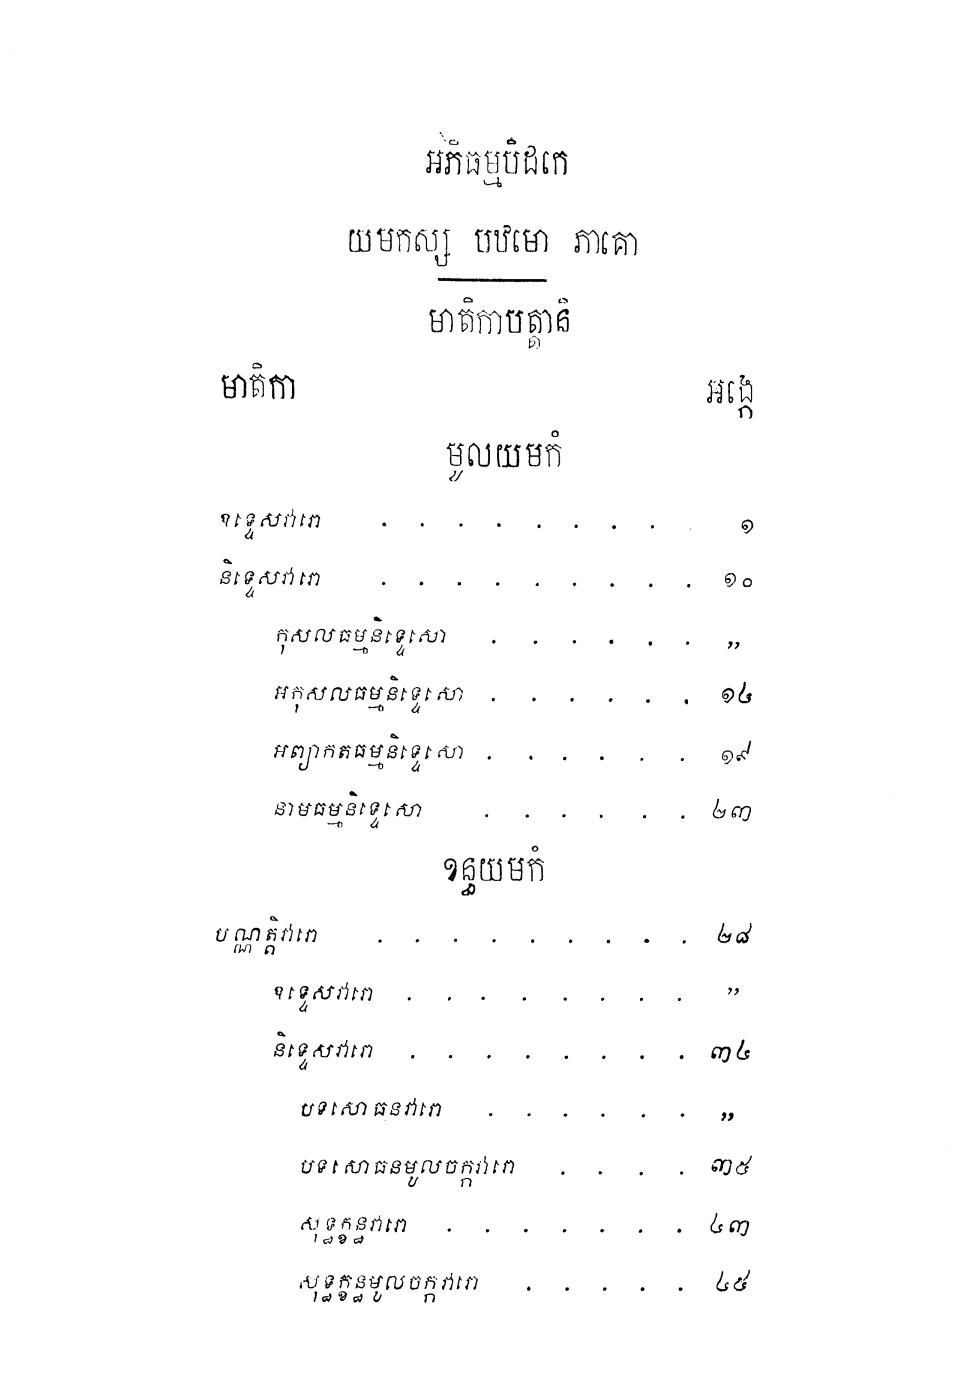 អភិធម្មបិដកេ
យមកស្ស បឋមោ ភាគោ
មាតិកាបត្តានិ
មាតិកា អង្កេ
មូលយមកំ
ឧទ្ទេសវារោ . . . . . . . . ១
និទ្ទេសវារោ . . . . . . . . . ១០
កុសលធម្មនិទ្ទេសោ . . . . . . ,,
អកុសលធម្មនិទ្ទេសោ . . . . . . ១៤
អព្យាកតធម្មនិទ្ទេសោ . . . . . . ១៩
នាមធម្មនិទ្ទេសោ . . . . . . ២៣
ខន្ធយមកំ
បណ្ណត្តិវារោ . . . . . . . . . ២៨
ឧទ្ទេសវារោ . . . . . . . . ,,
និទ្ទេសវារោ . . . . . . . . ៣៤
បទសោធនវារោ . . . . . . ,,
បទសោធនមូលចក្កវារោ . . . . ៣៥
សុទ្ធក្ខន្ធវារោ . . . . . . . ៤៣
សុទ្ធក្ខន្ធមូលចក្កវារោ . . . . . ៤៥